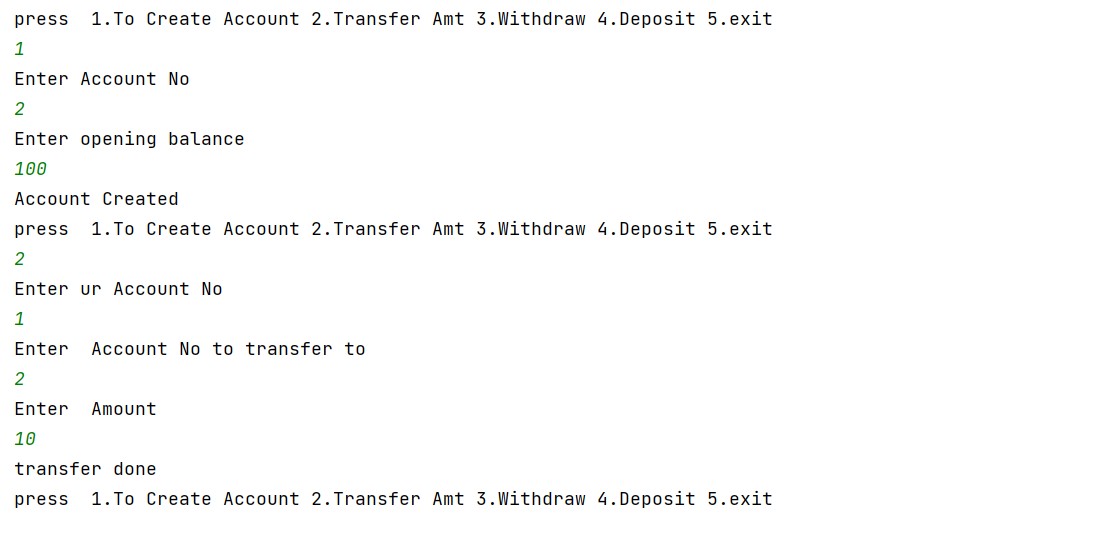 press  1.To Create Account 2.Transfer Amt 3.Withdraw 4.Deposit 5.exit
1
Enter Account No
2
Enter opening balance
100
Account Created
press  1.To Create Account 2.Transfer Amt 3.Withdraw 4.Deposit 5.exit
2
Enter ur Account No
1
Enter  Account No to transfer to
2
Enter  Amount
10
transfer done
press  1.To Create Account 2.Transfer Amt 3.Withdraw 4.Deposit 5.exit